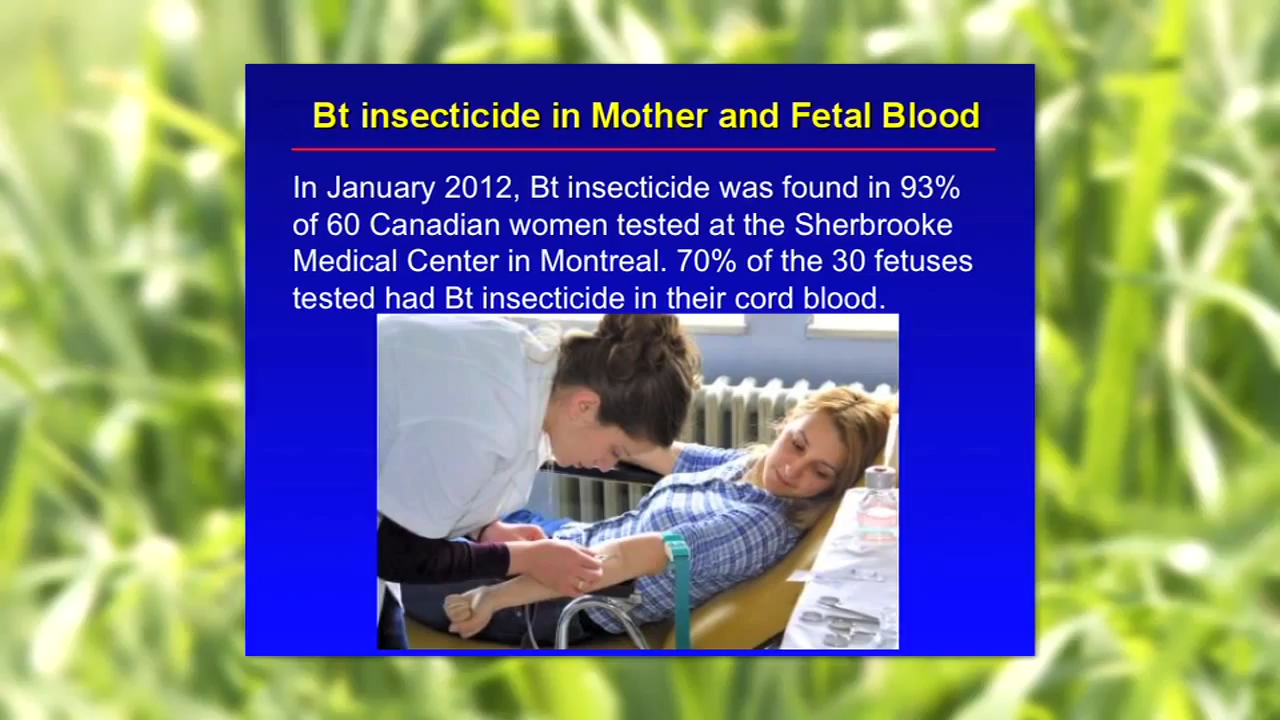 Bt insecticide in Mother and Fetal Blood
In January 2012, Bt insecticide was found in 93%
of 60 Canadian women tested at the Sherbrooke
Medical Center in Montreal. 70% of the 30 fetuses
tested had Bt insecticide in their cord blood.